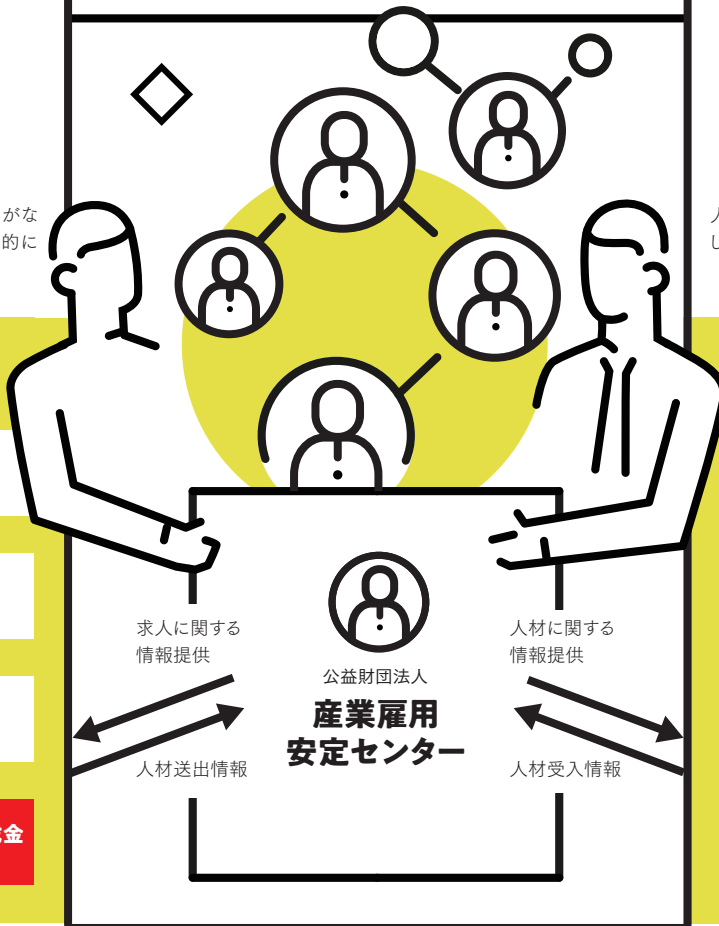 がな
的に
求人に関する
情報提供
人材送出情報
公益財団法人
産業雇用
安定センター
人材に関する
情報提供
人材受入情報
金